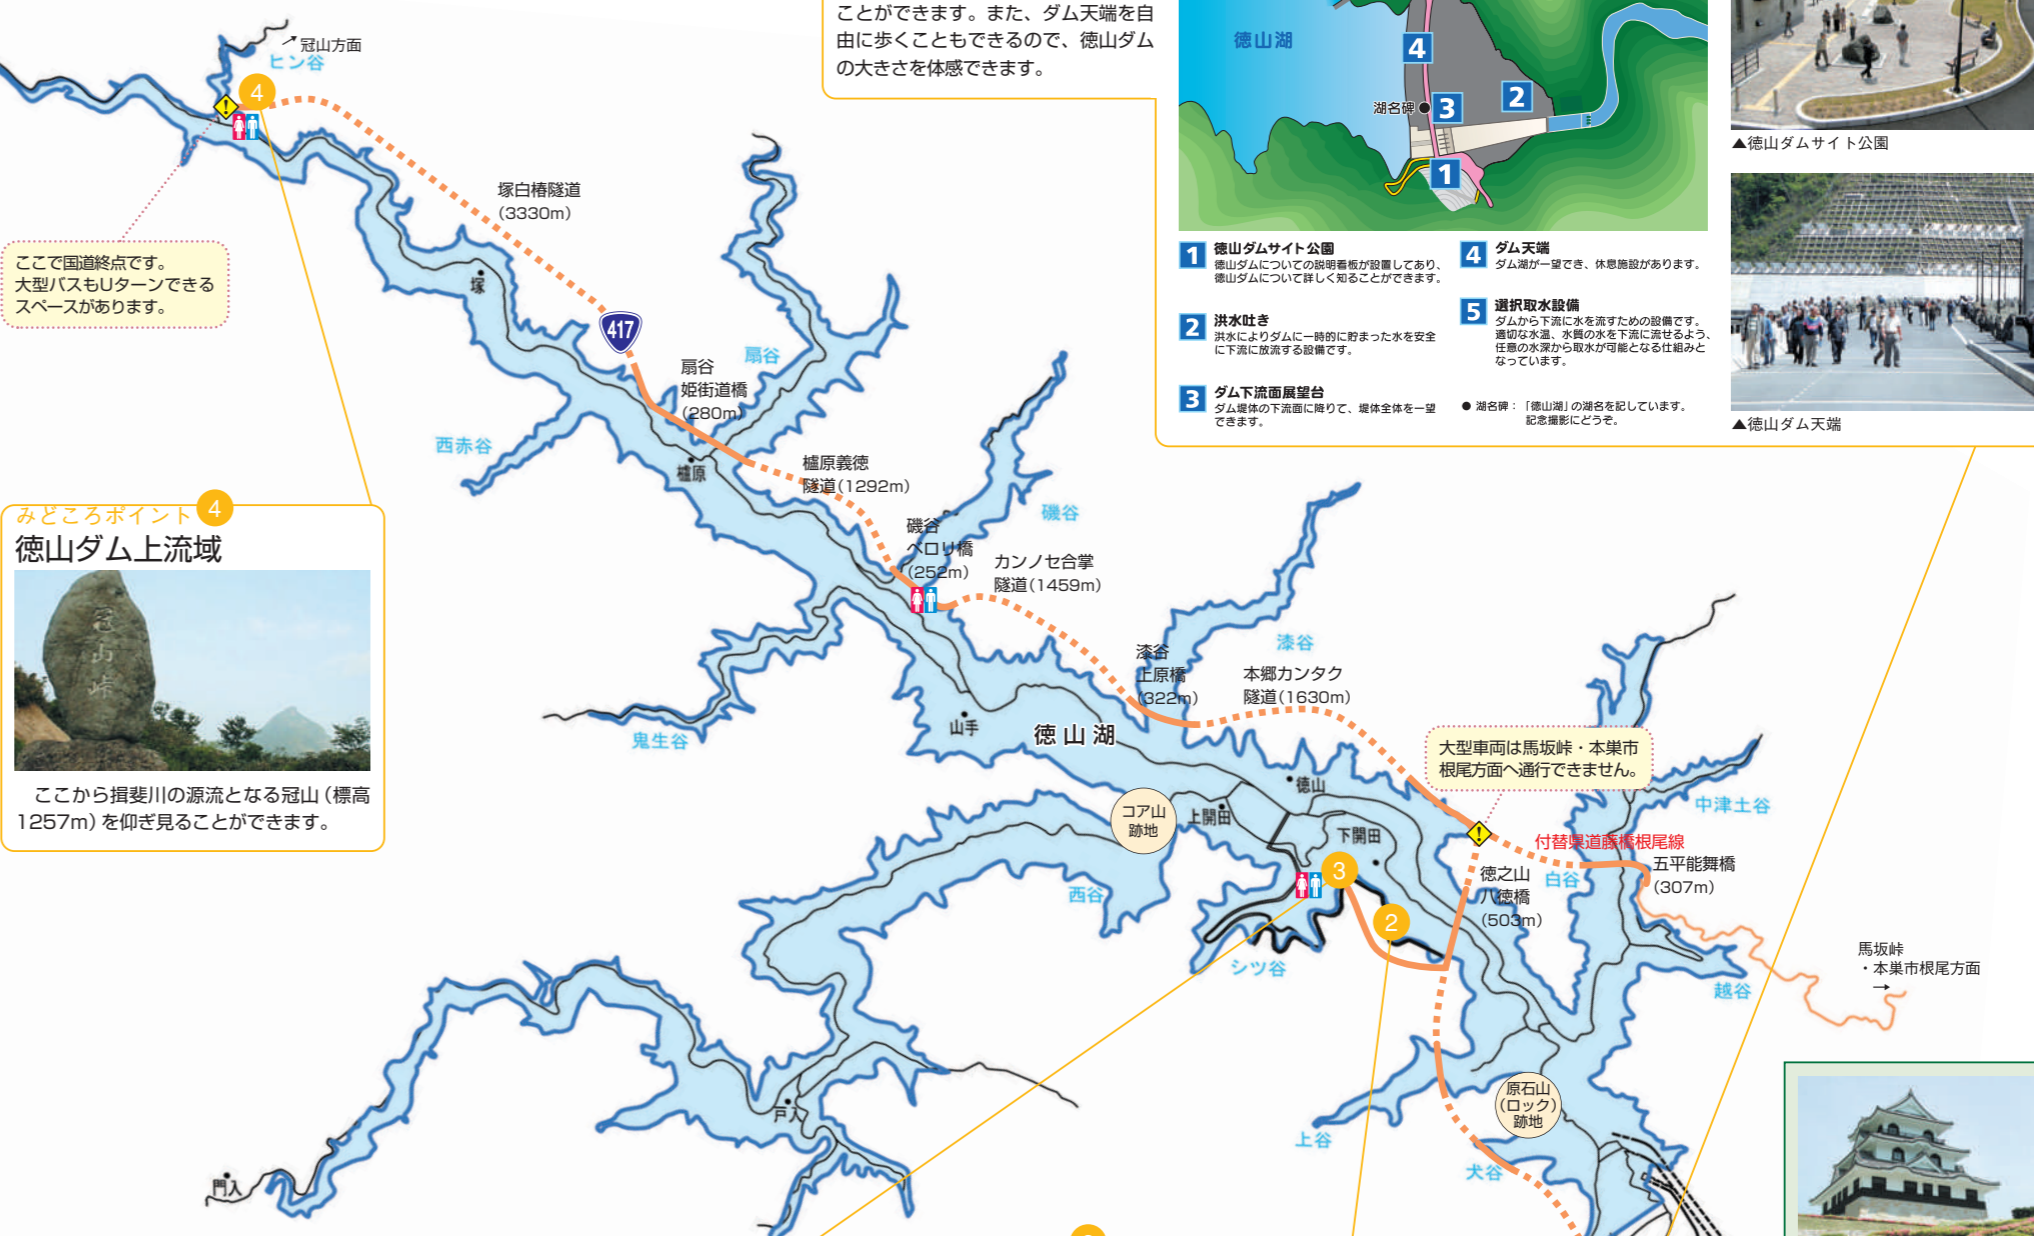 ことができます。また、ダム天端を自
由に歩くこともできるので、徳山ダム
の大きさを体感できます。
徳山湖
4
湖名碑
3
2
1
▲徳山ダムサイト公園
▲徳山ダム天端
1 徳山ダムサイト公園
徳山ダムについての説明看板が設置してあり、
徳山ダムについて詳しく知ることができます。
2 洪水吐き
洪水によりダムに一時的に貯まった水を安全
に下流に放流する設備です。
3 ダム下流面展望台
ダム堤体の下流面に降りて、堤体全体を一望
できます。
4 ダム天端
ダム湖が一望でき、休息施設があります。
5 選択取水設備
ダムから下流に水を流すための設備です。
適切な水温、水質の水を下流に流せるよう、
任意の水深から取水が可能となる仕組みと
なっています。
● 湖名碑：「徳山湖」の湖名を記しています。
記念撮影にどうぞ。
冠山方面
ヒン谷
4
ここで国道終点です。
大型バスもUターンできる
スペースがあります。
塚白椿隧道
（3330m）
塚
417
扇谷
姫街道橋
（280m）
扇谷
西赤谷
櫨原
櫨原義徳
隧道（1292m）
磯谷
ベロリ橋
（252m）
磯谷
カンノセ合掌
隧道（1459m）
みどころポイント 4
徳山ダム上流域
冠山峠
ここから揖斐川の源流となる冠山（標高
1257m）を仰ぎ見ることができます。
漆谷
上原橋
（322m）
漆谷
本郷カンタク
隧道（1630m）
鬼生谷
山手
徳山湖
大型車両は馬坂峠・本巣市
根尾方面へ通行できません。
徳山
コア山
跡地
上開田
下開田
中津土谷
付替県道藤橋根尾線
五平能舞橋
（307m）
白谷
徳之山
八徳橋
（503m）
3
2
西谷
シツ谷
馬坂峠
・本巣市根尾方面
→
越谷
原石山
（ロック）
跡地
戸入
上谷
犬谷
門入